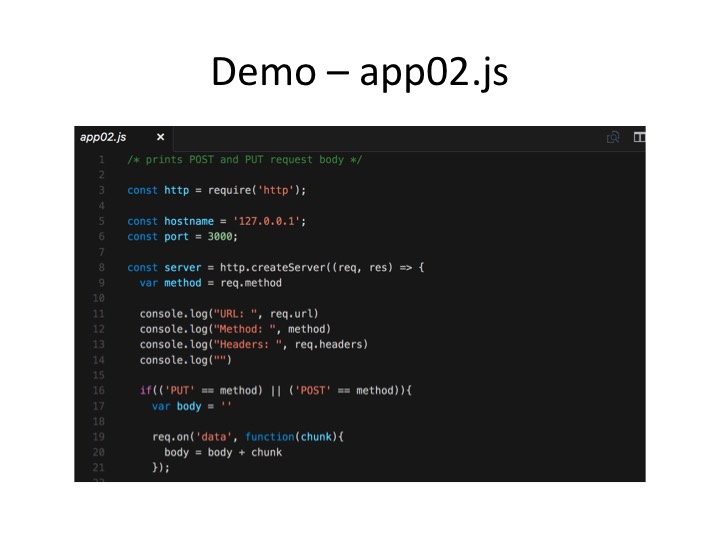 Demo – app02.js
app02.js ×
1 /* prints POST and PUT request body */
2
3 const http = require('http');
4
5 const hostname = '127.0.0.1';
6 const port = 3000;
7
8 const server = http.createServer((req, res) => {
9 var method = req.method
10
11 console.log("URL: ", req.url)
12 console.log("Method: ", method)
13 console.log("Headers: ", req.headers)
14 console.log("")
15
16 if(('PUT' == method) || ('POST' == method)){
17 var body = ''
18
19 req.on('data', function(chunk){
20 body = body + chunk
21 });